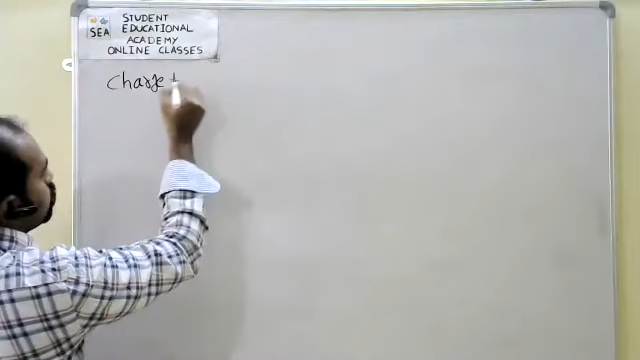 SEA
STUDENT
EDUCATIONAL
ACADEMY
ONLINE CLASSES
Charge t